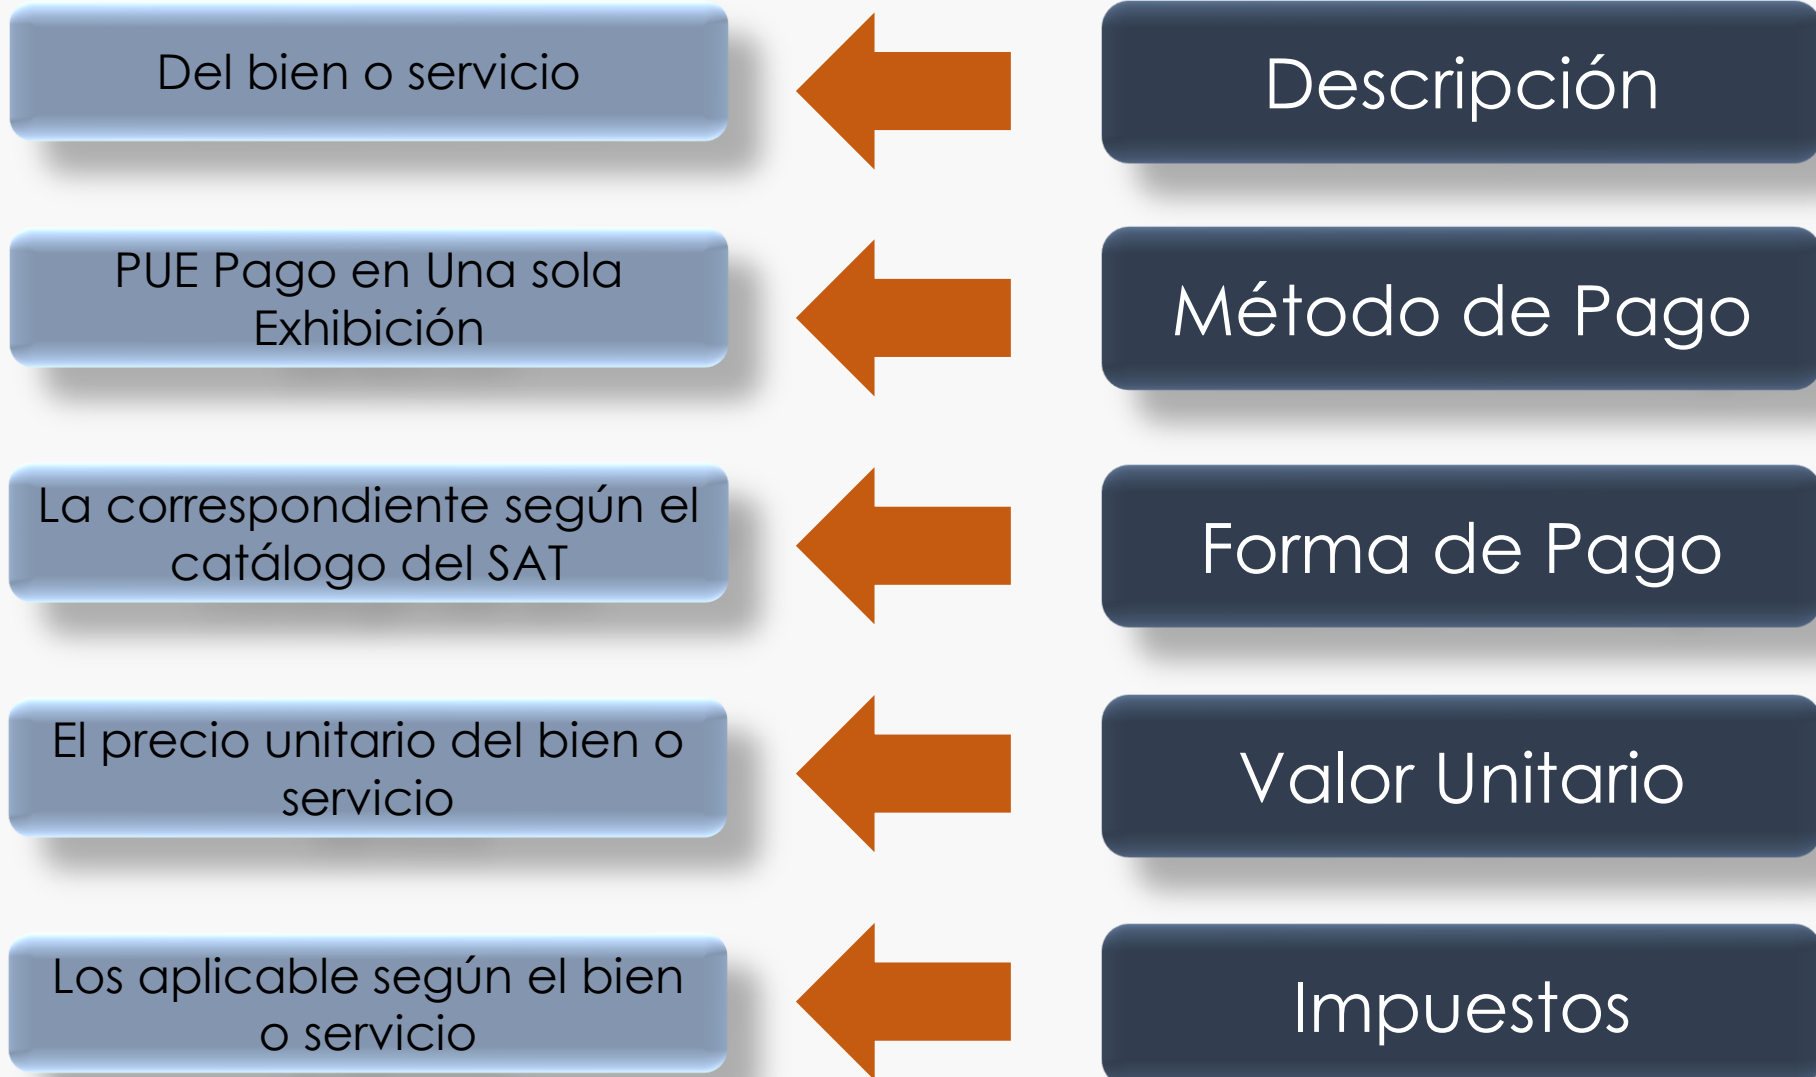 Del bien o servicio
Descripción
PUE Pago en Una sola
Exhibición
Método de Pago
La correspondiente según el
catálogo del SAT
Forma de Pago
El precio unitario del bien o
servicio
Valor Unitario
Los aplicable según el bien
o servicio
Impuestos